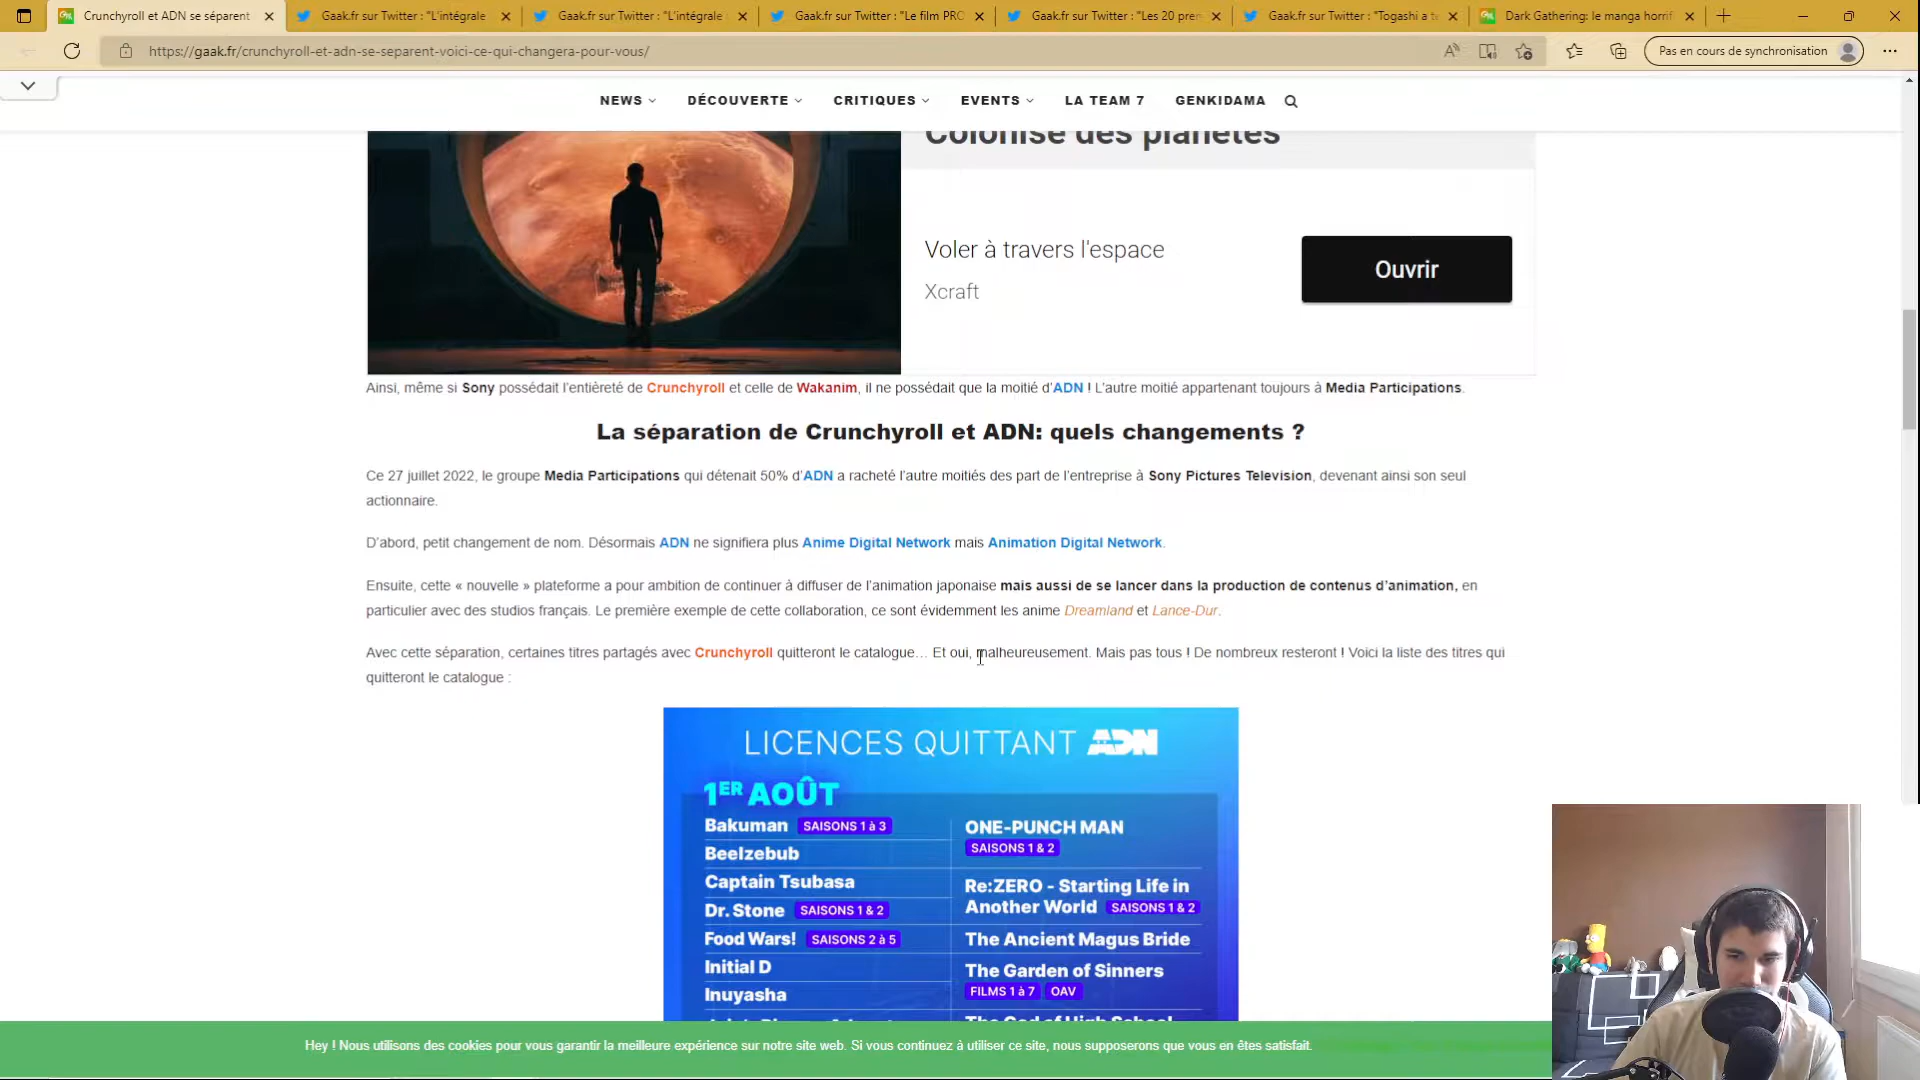 Crunchyroll et ADN se séparent
Gaak.fr sur Twitter : "L'intégrale
Gaak.fr sur Twitter : "L'intégrale
Gaak.fr sur Twitter : "Le film PRO
Gaak.fr sur Twitter : "Les 20 pren
Gaak.fr sur Twitter : "Togashi a te
Dark Gathering: le manga horrif
https://gaak.fr/crunchyroll-et-adn-se-separent-voici-ce-qui-changera-pour-vous/
Pas en cours de synchronisation
NEWS DÉCOUVERTE CRITIQUES EVENTS LA TEAM 7 GENKIDAMA
Colonise des planètes
Voler à travers l'espace
Xcraft
Ouvrir
Ainsi, même si Sony possédait l'entièreté de Crunchyroll et celle de Wakanim, il ne possédait que la moitié d'ADN ! L'autre moitié appartenant toujours à Media Participations.
La séparation de Crunchyroll et ADN: quels changements ?
Ce 27 juillet 2022, le groupe Media Participations qui détenait 50% d'ADN a racheté l'autre moitiés des part de l'entreprise à Sony Pictures Television, devenant ainsi son seul
actionnaire.
D'abord, petit changement de nom. Désormais ADN ne signifiera plus Anime Digital Network mais Animation Digital Network.
Ensuite, cette « nouvelle » plateforme a pour ambition de continuer à diffuser de l'animation japonaise mais aussi de se lancer dans la production de contenus d'animation, en
particulier avec des studios français. Le première exemple de cette collaboration, ce sont évidemment les anime Dreamland et Lance-Dur.
Avec cette séparation, certaines titres partagés avec Crunchyroll quitteront le catalogue… Et oui, malheureusement. Mais pas tous ! De nombreux resteront ! Voici la liste des titres qui
quitteront le catalogue :
LICENCES QUITTANT ADN
1ER AOÛT
Bakuman SAISONS 1 à 3
Beelzebub
Captain Tsubasa
Dr. Stone SAISONS 1 & 2
Food Wars! SAISONS 2 à 5
Initial D
Inuyasha
ONE-PUNCH MAN
SAISONS 1 & 2
Re:ZERO - Starting Life in
Another World SAISONS 1 & 2
The Ancient Magus Bride
The Garden of Sinners
FILMS 1 à 7 OAV
The God of High School
Hey ! Nous utilisons des cookies pour vous garantir la meilleure expérience sur notre site web. Si vous continuez à utiliser ce site, nous supposerons que vous en êtes satisfait.